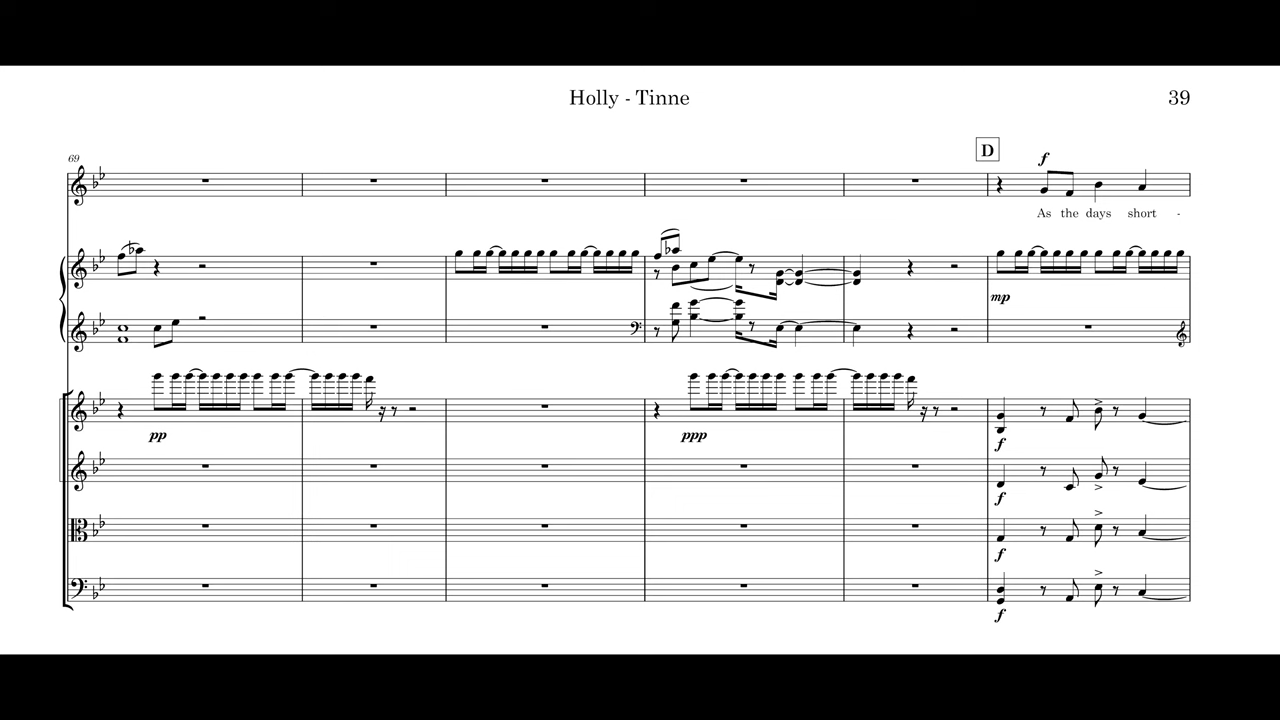 Holly - Tinne
39
69
D
f
As the days short -
mp
pp
ppp
f
f
f
f